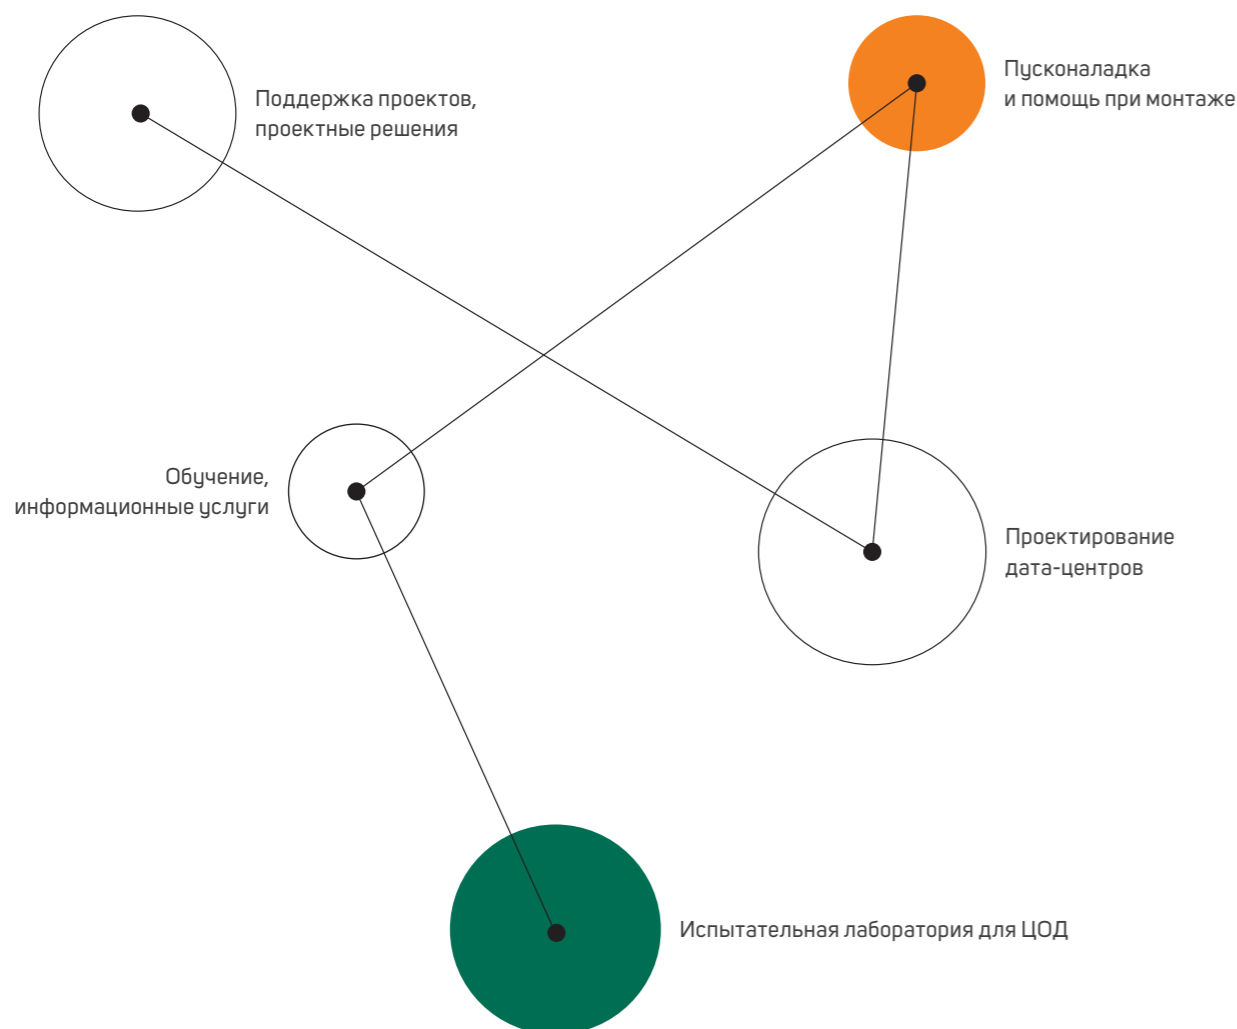 Поддержка проектов,
проектные решения
Пусконаладка
и помощь при монтаже
Обучение,
информационные услуги
Проектирование
дата-центров
Испытательная лаборатория для ЦОД